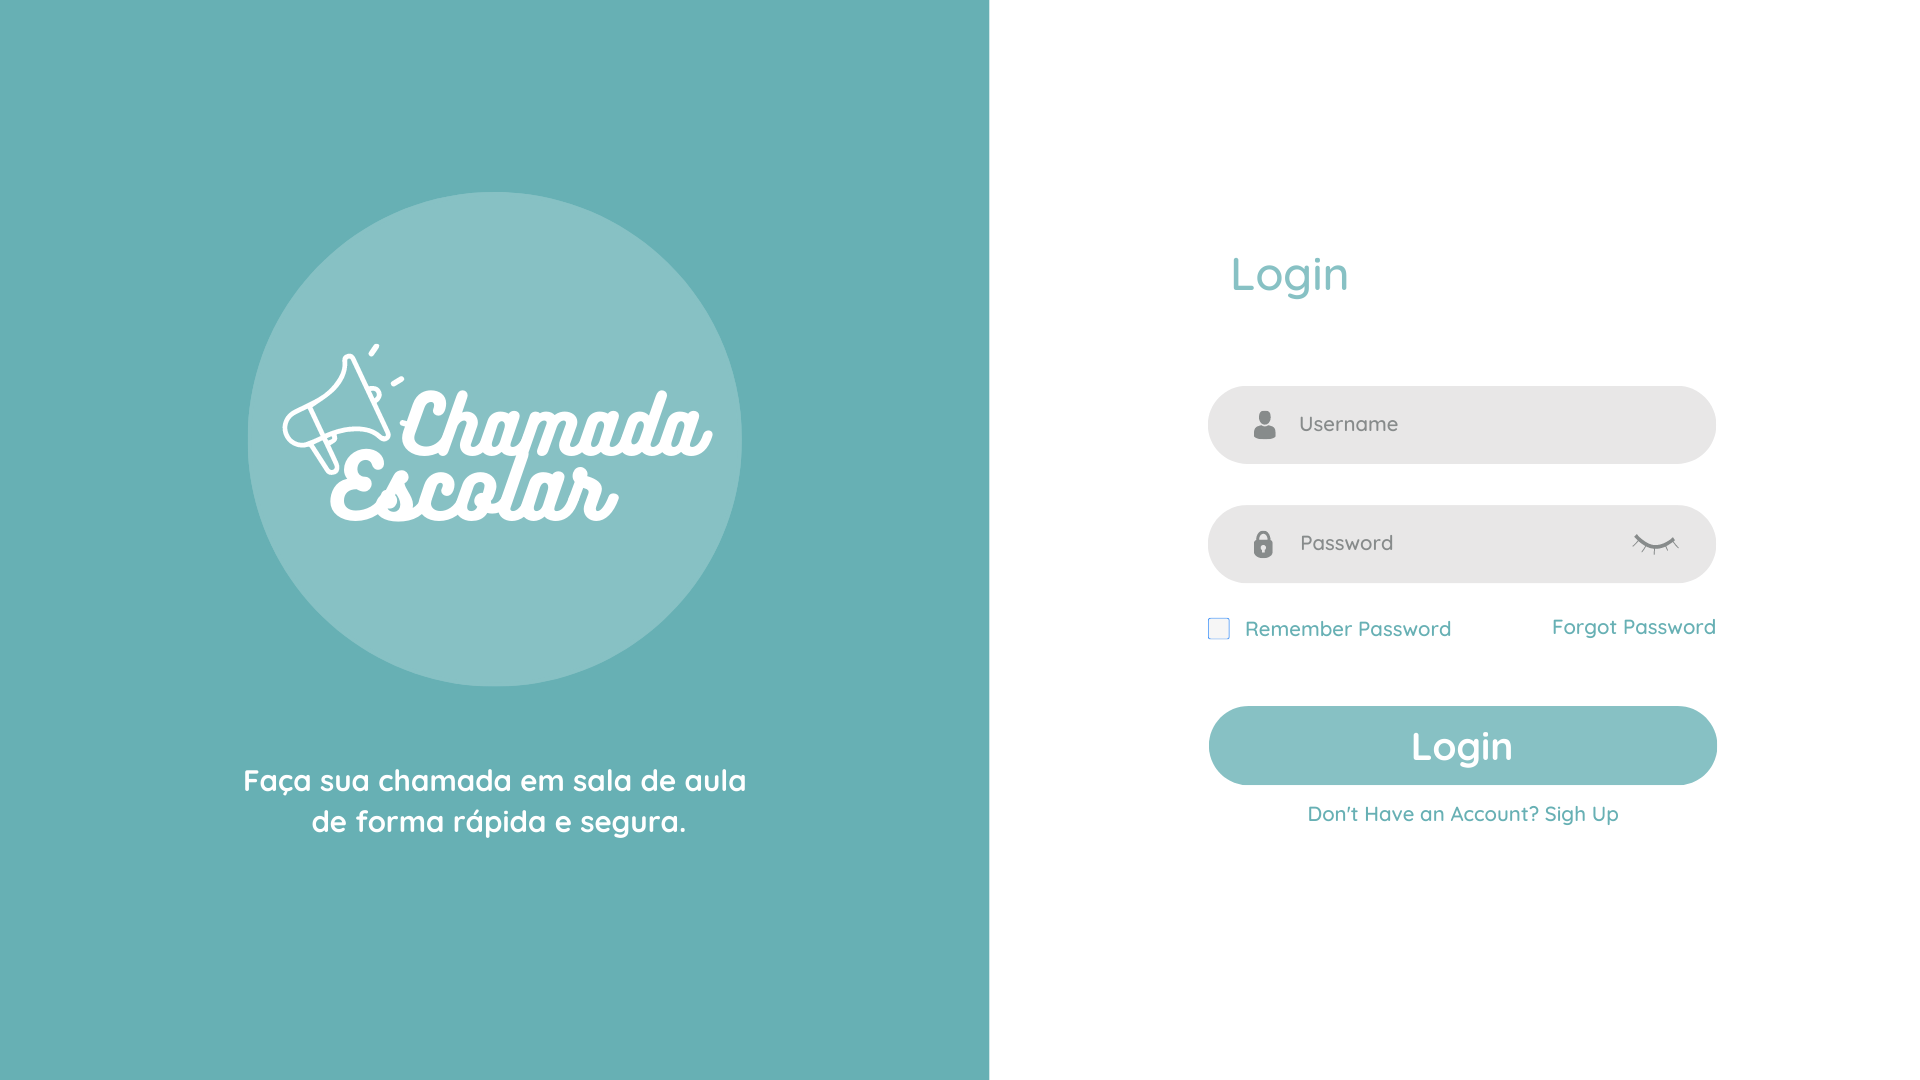 Chamada
Escolar
Faça sua chamada em sala de aula
de forma rápida e segura.
Login
Username
Password
Remember Password
Forgot Password
Login
Don't Have an Account? Sigh Up